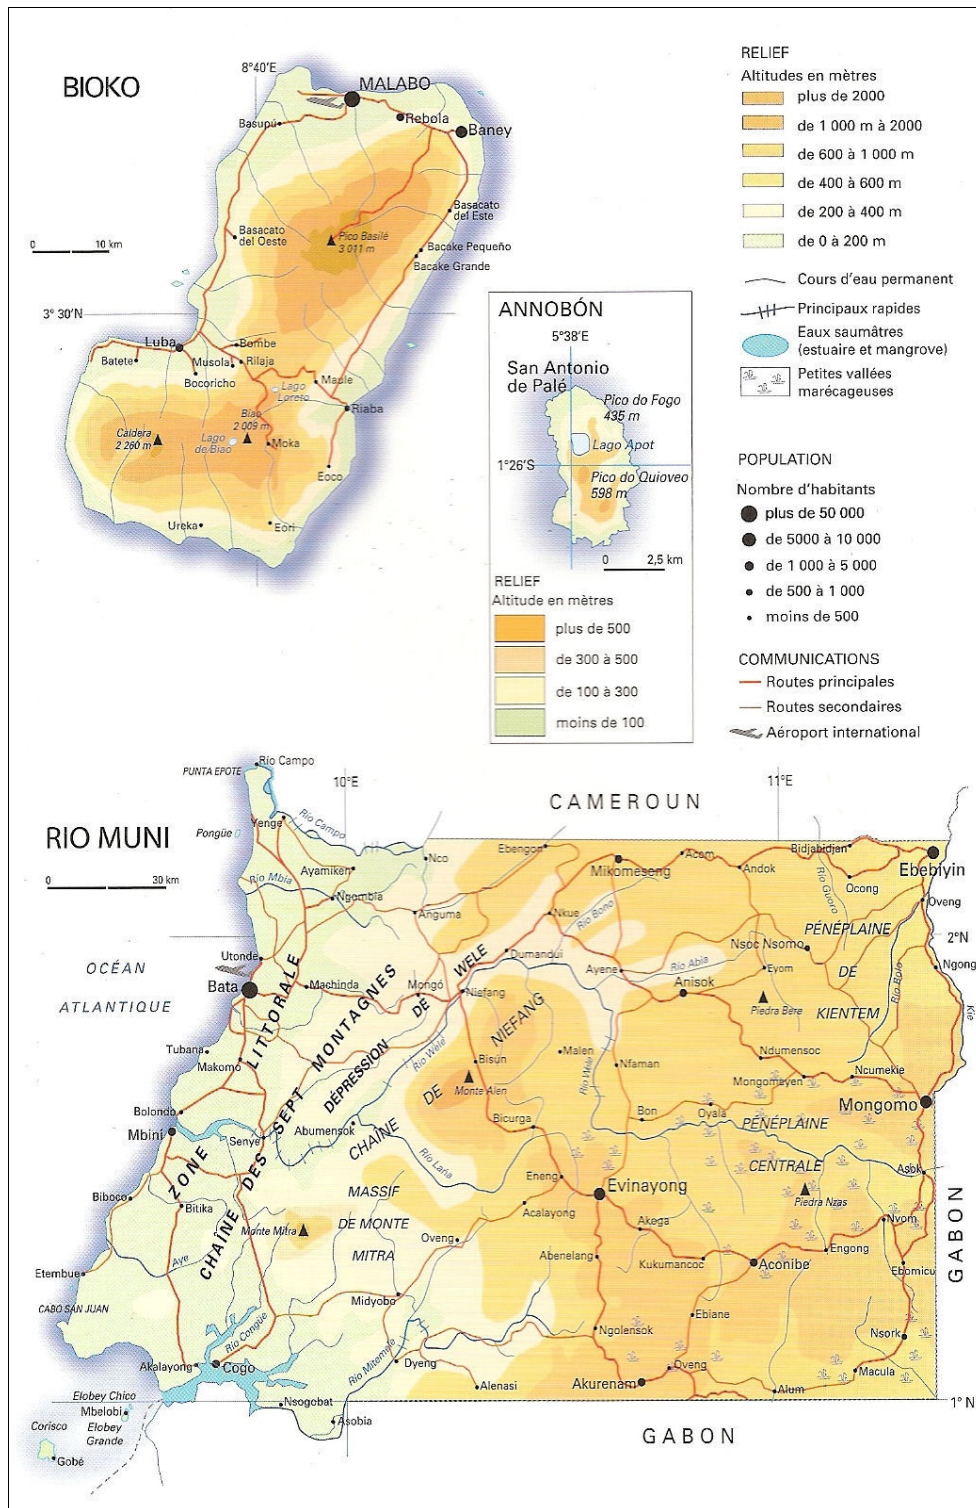 BIOKO
8°40'E
MALABO
Rebola
Baney
Basupú
Basacato
del Este
Basacato
del Oeste
Pico Basilé
3 011 m
Bacake Pequeño
Bacake Grande
0 10 km
3° 30'N
Luba
Bombe
Batete
Musola
Rilaja
Bocoricho
Lago
Loreto
Maule
Riaba
Biao
2 009 m
Càldera
2 260 m
Lago
de Biao
Moka
Eoco
Ureka
Eori
RELIEF
Altitudes en mètres
plus de 2000
de 1 000 m à 2000
de 600 à 1 000 m
de 400 à 600 m
de 200 à 400 m
de 0 à 200 m
Cours d'eau permanent
Principaux rapides
Eaux saumâtres
(estuaire et mangrove)
Petites vallées
marécageuses
ANNOBÓN
5°38'E
San Antonio
de Palé
Pico do Fogo
435 m
Lago Apot
1°26'S
Pico do Quioveo
598 m
0 2,5 km
RELIEF
Altitude en mètres
plus de 500
de 300 à 500
de 100 à 300
moins de 100
POPULATION
Nombre d'habitants
plus de 50 000
de 5000 à 10 000
de 1 000 à 5 000
de 500 à 1 000
moins de 500
COMMUNICATIONS
Routes principales
Routes secondaires
Aéroport international
RIO MUNI
0 30 km
PUNTA EPOTE
Río Campo
10°E
11°E
CAMEROUN
Pongüe
Yenge
Rio Campo
Nco
Ebengon
Mikomeseng
Acom
Andok
Bidjabidjan
Ebebiyin
Ayamiken
Rio Mbia
Ngombia
Anguma
Nkue
Rio Bono
Rio Guoro
Ocong
Oveng
PÉNÉPLAINE
DÉ
KIENTEM
2°N
Utonde
OCÉAN
ATLANTIQUE
Bata
Machinda
Mongó
Niefang
Dumandui
Ayene
Rio Abia
Nsoc Nsomo
Eyom
Anisok
Piedra Bère
Rio Bolo
Ngong
Kie
ZONE LITTORALE
CHAÎNE DES SEPT MONTAGNES
DÉPRESSION DE WELE
CHAÎNE DE NIEFANG
Tubana
Makomo
Rio Wele
Bisún
Monte Alen
Malen
Rio Wele
Nfaman
Ndumensoc
Mongomeyen
Ncumekie
Mongomo
Bolondo
Mbini
Senye
Abumensok
Bicurga
Bon
Oyala
PÉNÉPLAINE
CENTRALE
Rio Laña
Eneng
Evinayong
Asok
Piedra Nzas
Biboco
Bitika
MASSIF
DE MONTE
MITRA
Monte Mitra
Oveng
Acalayong
Akega
Abenelang
Kukumancoc
Aconibe
Engong
Nvom
Ebomicu
GABON
Etembue
Aye
CABO SAN JUAN
Midyobo
Rio Congüe
Ebiane
Ngolensok
Nsork
Akalayong
Cogo
Rio Mitemele
Dyeng
Oveng
Macula
Akurenam
Alenasi
Alum
1° N
Elobey Chico
Mbelobi
Elobey
Grande
Corisco
Gobé
Nsogobat
Asobia
GABON